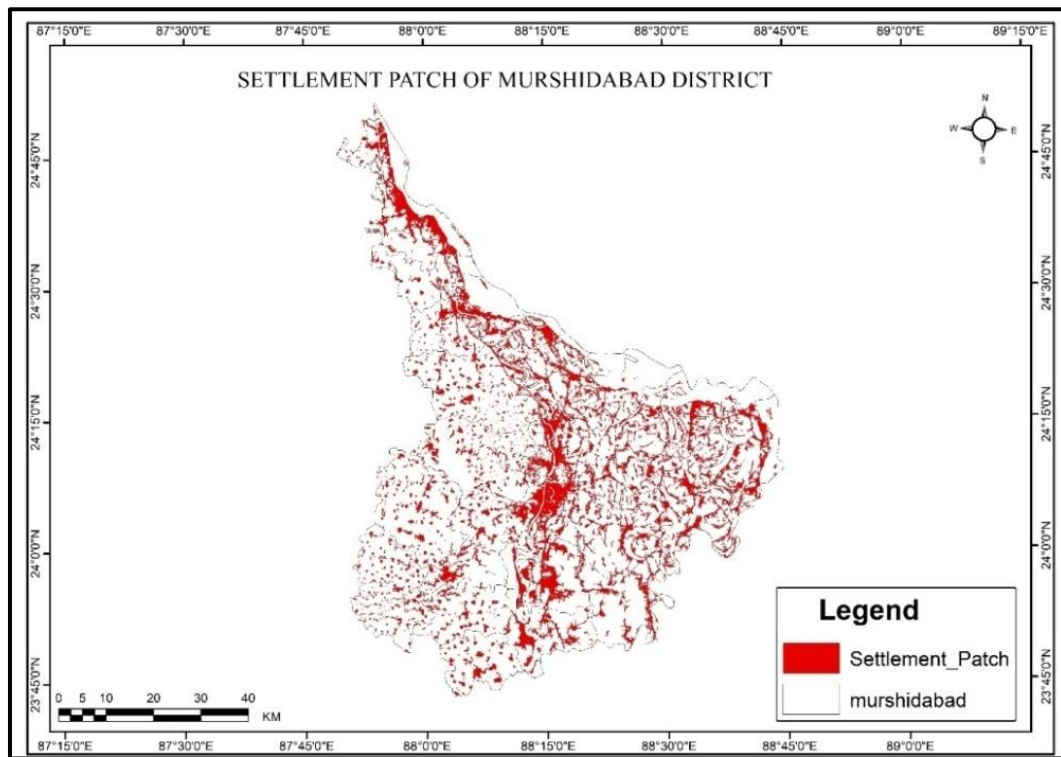 87°15'0"E 87°30'0"E 87°45'0"E 88°0'0"E 88°15'0"E 88°30'0"E 88°45'0"E 89°0'0"E 89°15'0"E
SETTLEMENT PATCH OF MURSHIDABAD DISTRICT
N
W E
S
24°45'0"N 24°45'0"N
24°30'0"N 24°30'0"N
24°15'0"N 24°15'0"N
24°0'0"N 24°0'0"N
23°45'0"N 23°45'0"N
Legend
Settlement_Patch
murshidabad
0 5 10 20 30 40
KM
87°15'0"E 87°30'0"E 87°45'0"E 88°0'0"E 88°15'0"E 88°30'0"E 88°45'0"E 89°0'0"E